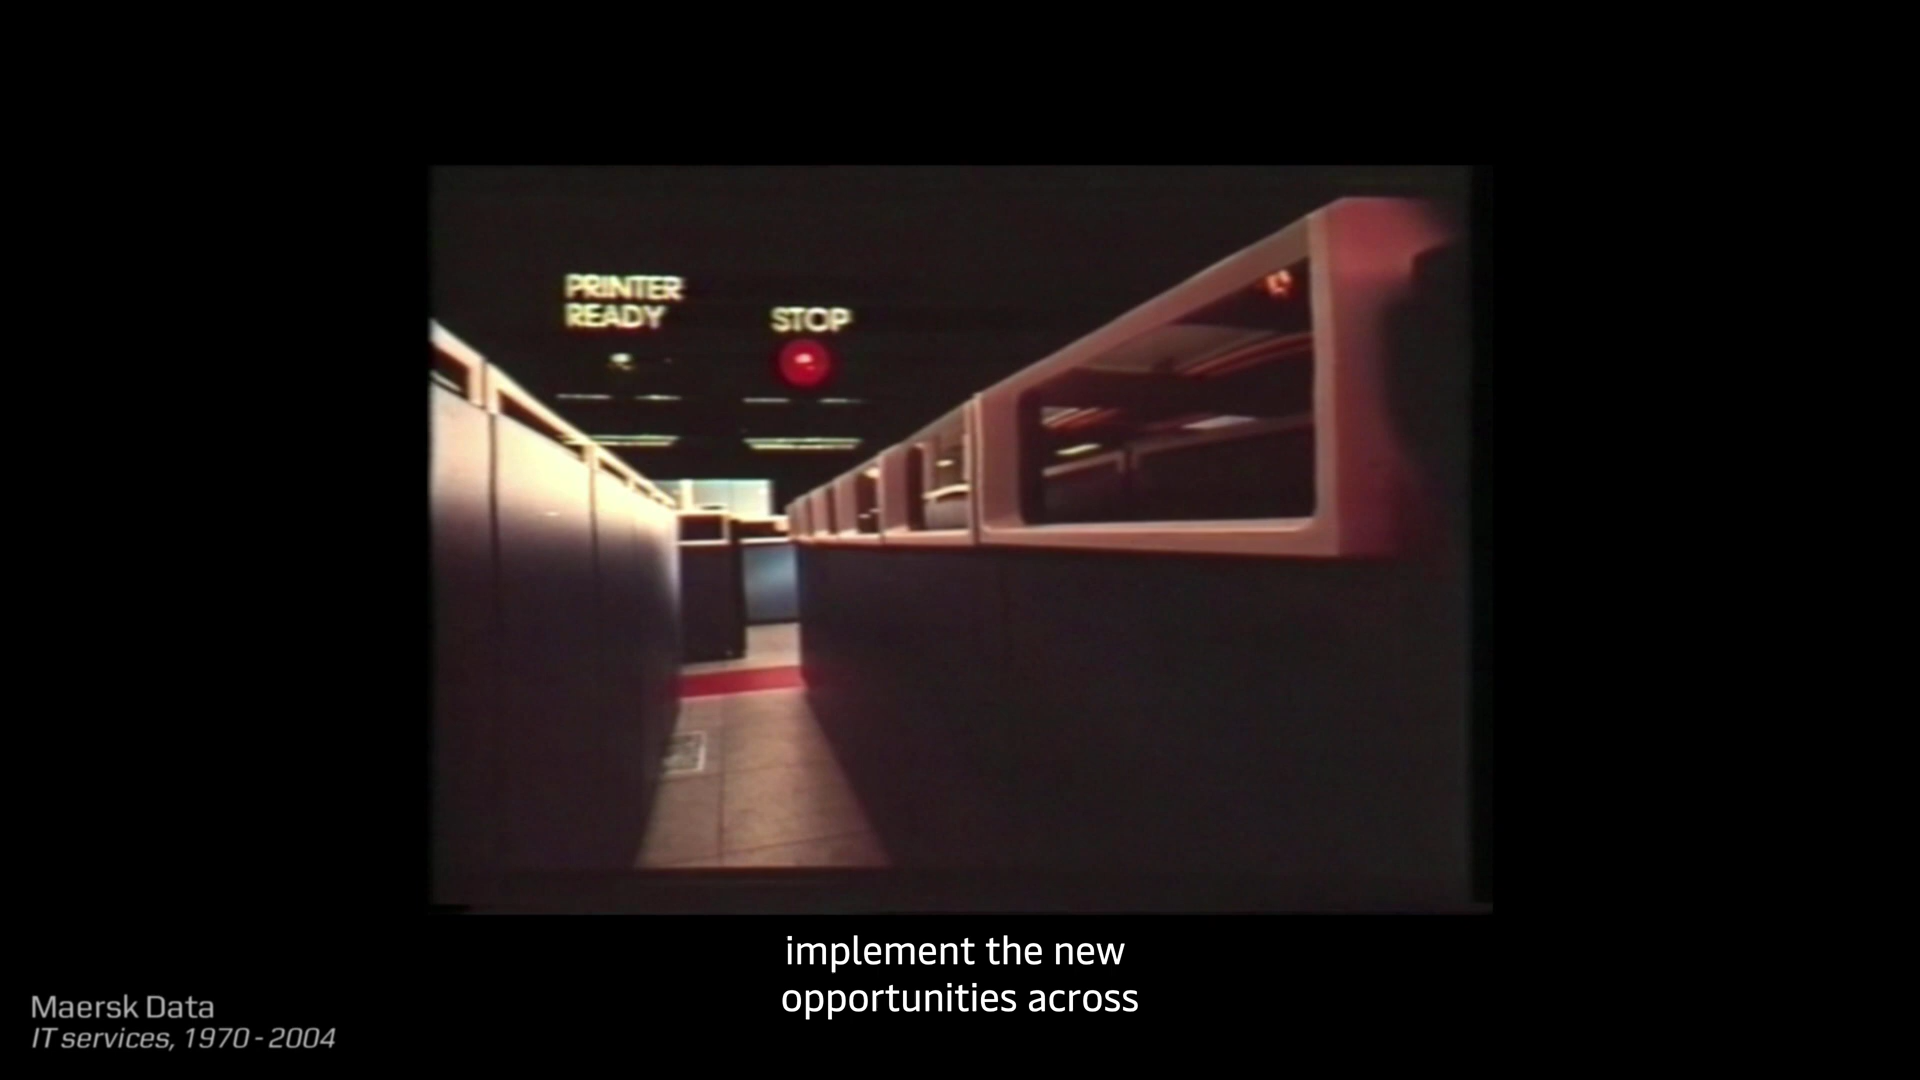 PRINTER
READY
STOP
implement the new
opportunities across
Maersk Data
IT services, 1970 - 2004